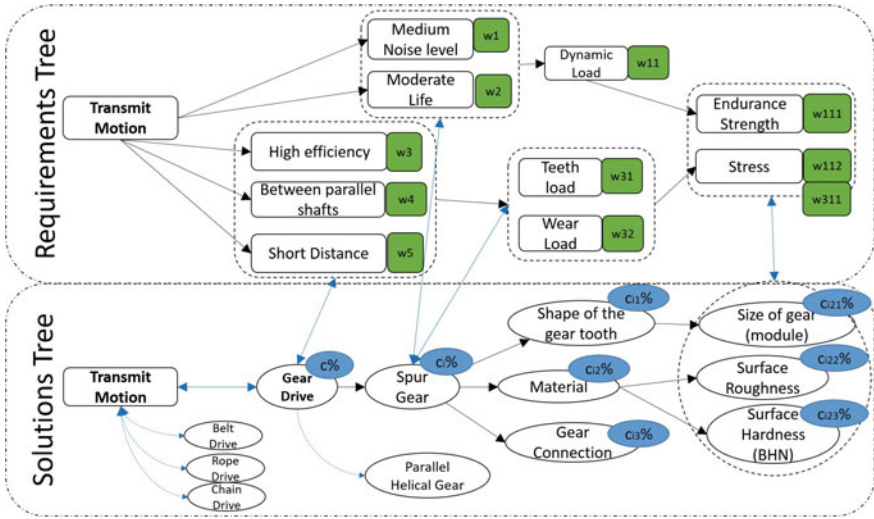 Requirements Tree
Transmit
Motion
Medium
Noise level
w1
Moderate
Life
w2
Dynamic
Load
w11
High efficiency
w3
Between parallel
shafts
w4
Short Distance
w5
Teeth
load
w31
Wear
Load
w32
Endurance
Strength
w111
Stress
w112
w311
Solutions Tree
Transmit
Motion
Belt
Drive
Rope
Drive
Chain
Drive
Gear
Drive
c%
Spur
Gear
ci%
Parallel
Helical Gear
Shape of the
gear tooth
ci1%
Material
ci2%
Gear
Connection
ci3%
Size of gear
(module)
ci21%
Surface
Roughness
ci22%
Surface
Hardness
(BHN)
ci23%